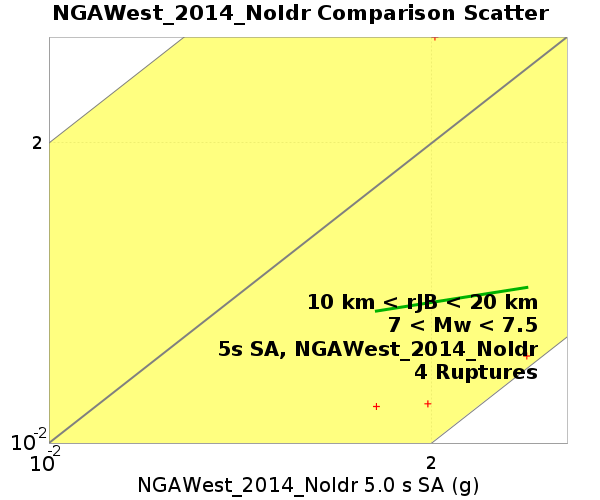 NGAWest_2014_NoIdr Comparison Scatter
2
10 km < rJB < 20 km
7 < Mw < 7.5
5s SA, NGAWest_2014_NoIdr
4 Ruptures
10-2
10-2
2
NGAWest_2014_NoIdr 5.0 s SA (g)